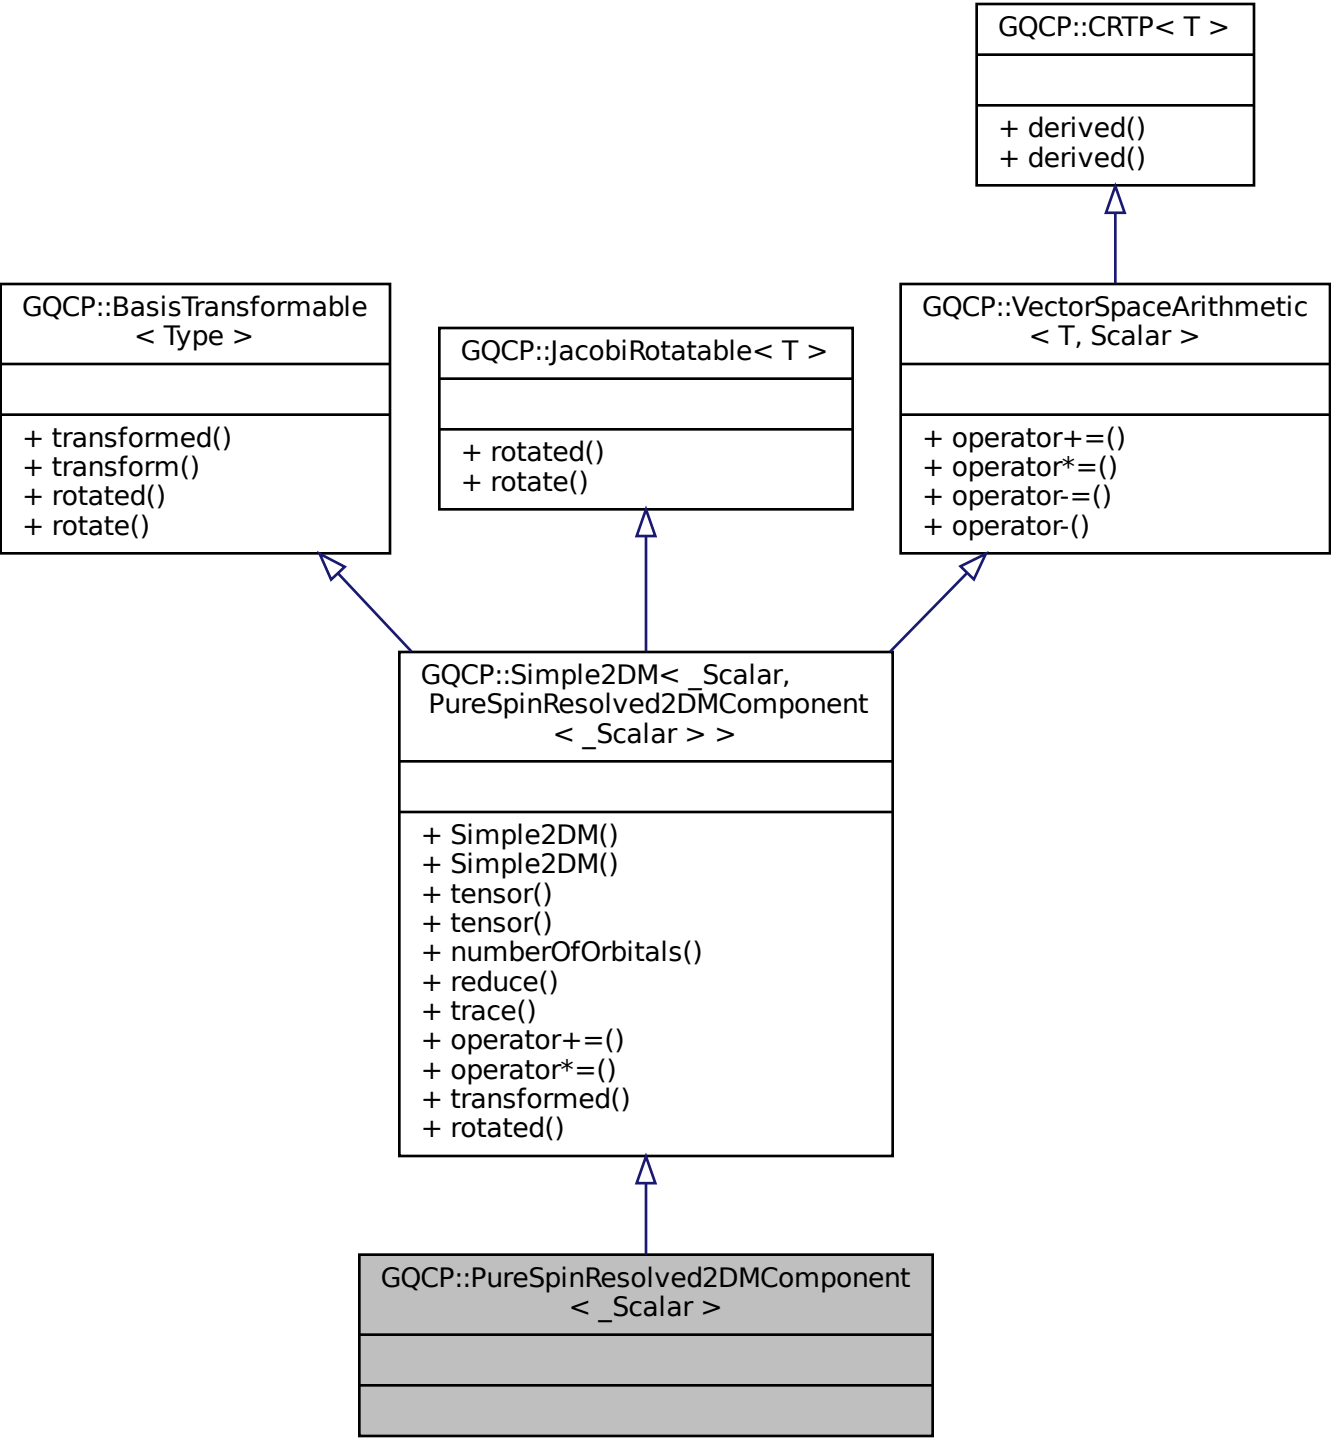 GQCP::CRTP< T >
+ derived()
+ derived()
GQCP::BasisTransformable
< Type >
+ transformed()
+ transform()
+ rotated()
+ rotate()
GQCP::JacobiRotatable< T >
+ rotated()
+ rotate()
GQCP::VectorSpaceArithmetic
< T, Scalar >
+ operator+=()
+ operator*=()
+ operator-=()
+ operator-()
GQCP::Simple2DM< _Scalar,
PureSpinResolved2DMComponent
< _Scalar > >
+ Simple2DM()
+ Simple2DM()
+ tensor()
+ tensor()
+ numberOfOrbitals()
+ reduce()
+ trace()
+ operator+=()
+ operator*=()
+ transformed()
+ rotated()
GQCP::PureSpinResolved2DMComponent
< _Scalar >